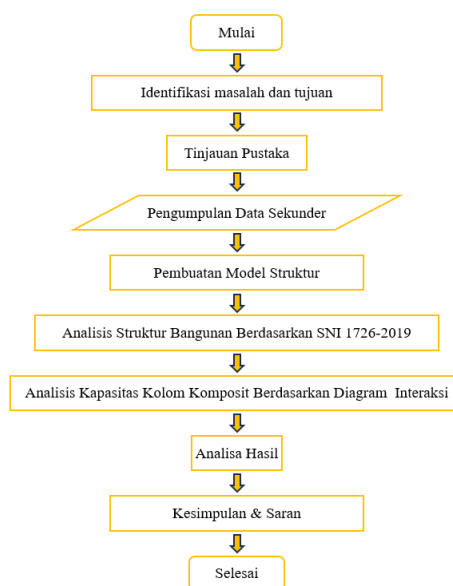 Mulai
Identifikasi masalah dan tujuan
Tinjauan Pustaka
Pengumpulan Data Sekunder
Pembuatan Model Struktur
Analisis Struktur Bangunan Berdasarkan SNI 1726-2019
Analisis Kapasitas Kolom Komposit Berdasarkan Diagram Interaksi
Analisa Hasil
Kesimpulan & Saran
Selesai